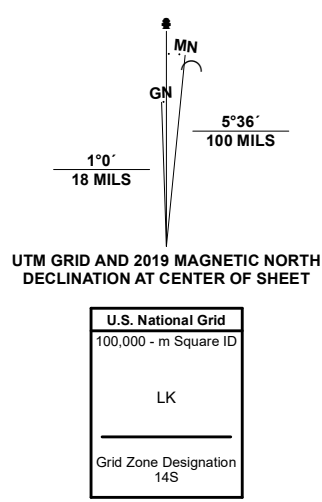 MN
GN
5°36´
100 MILS
1°0´
18 MILS
UTM GRID AND 2019 MAGNETIC NORTH
DECLINATION AT CENTER OF SHEET
U.S. National Grid
100,000 - m Square ID
LK
Grid Zone Designation
14S